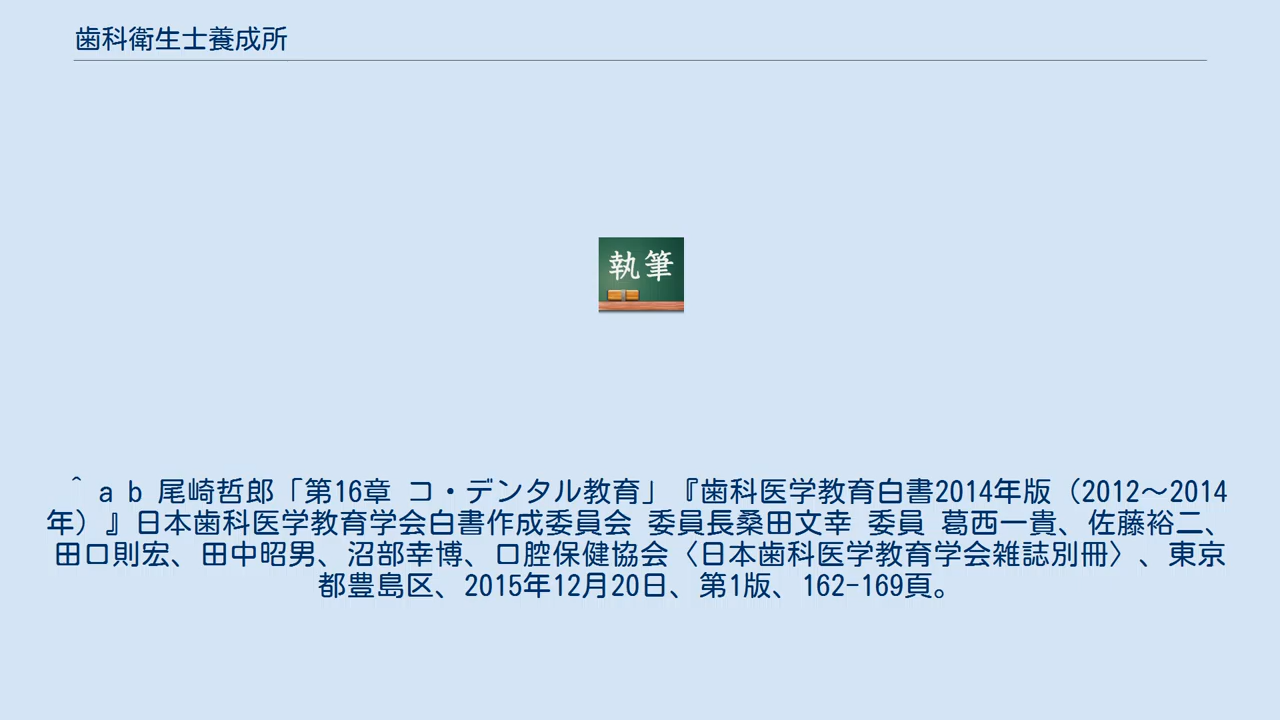 歯科衛生士養成所
執筆
^ a b 尾崎哲郎「第16章 コ・デンタル教育」『歯科医学教育白書2014年版（2012〜2014
年）』日本歯科医学教育学会白書作成委員会 委員長桑田文幸 委員 葛西一貴、佐藤裕二、
田口則宏、田中昭男、沼部幸博、口腔保健協会〈日本歯科医学教育学会雑誌別冊〉、東京
都豊島区、2015年12月20日、第1版、162-169頁。